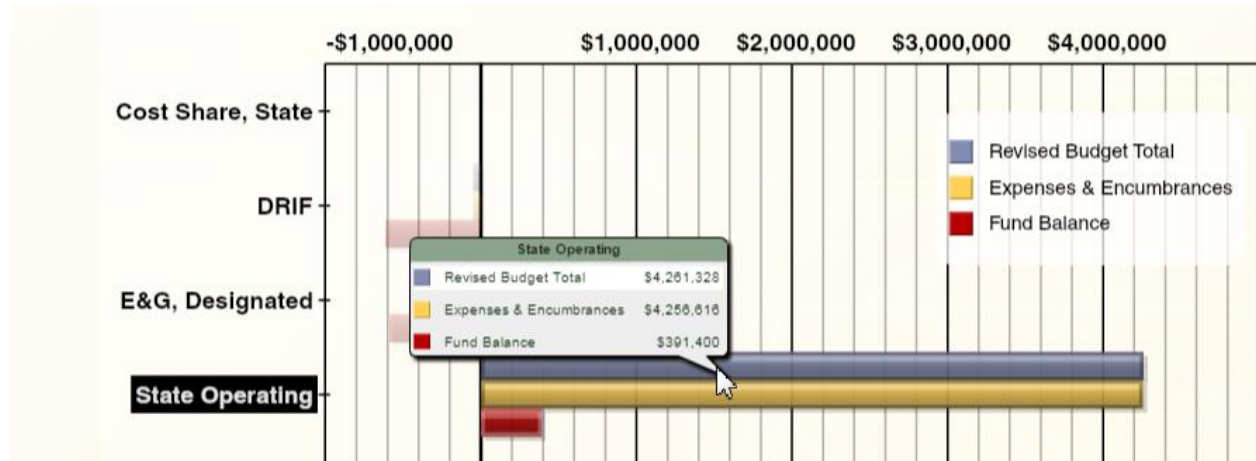 -$1,000,000 $1,000,000 $2,000,000 $3,000,000 $4,000,000
Cost Share, State
Revised Budget Total
Expenses & Encumbrances
Fund Balance
DRIF
State Operating
Revised Budget Total $4,261,328
Expenses & Encumbrances $4,256,616
Fund Balance $391,400
E&G, Designated
State Operating